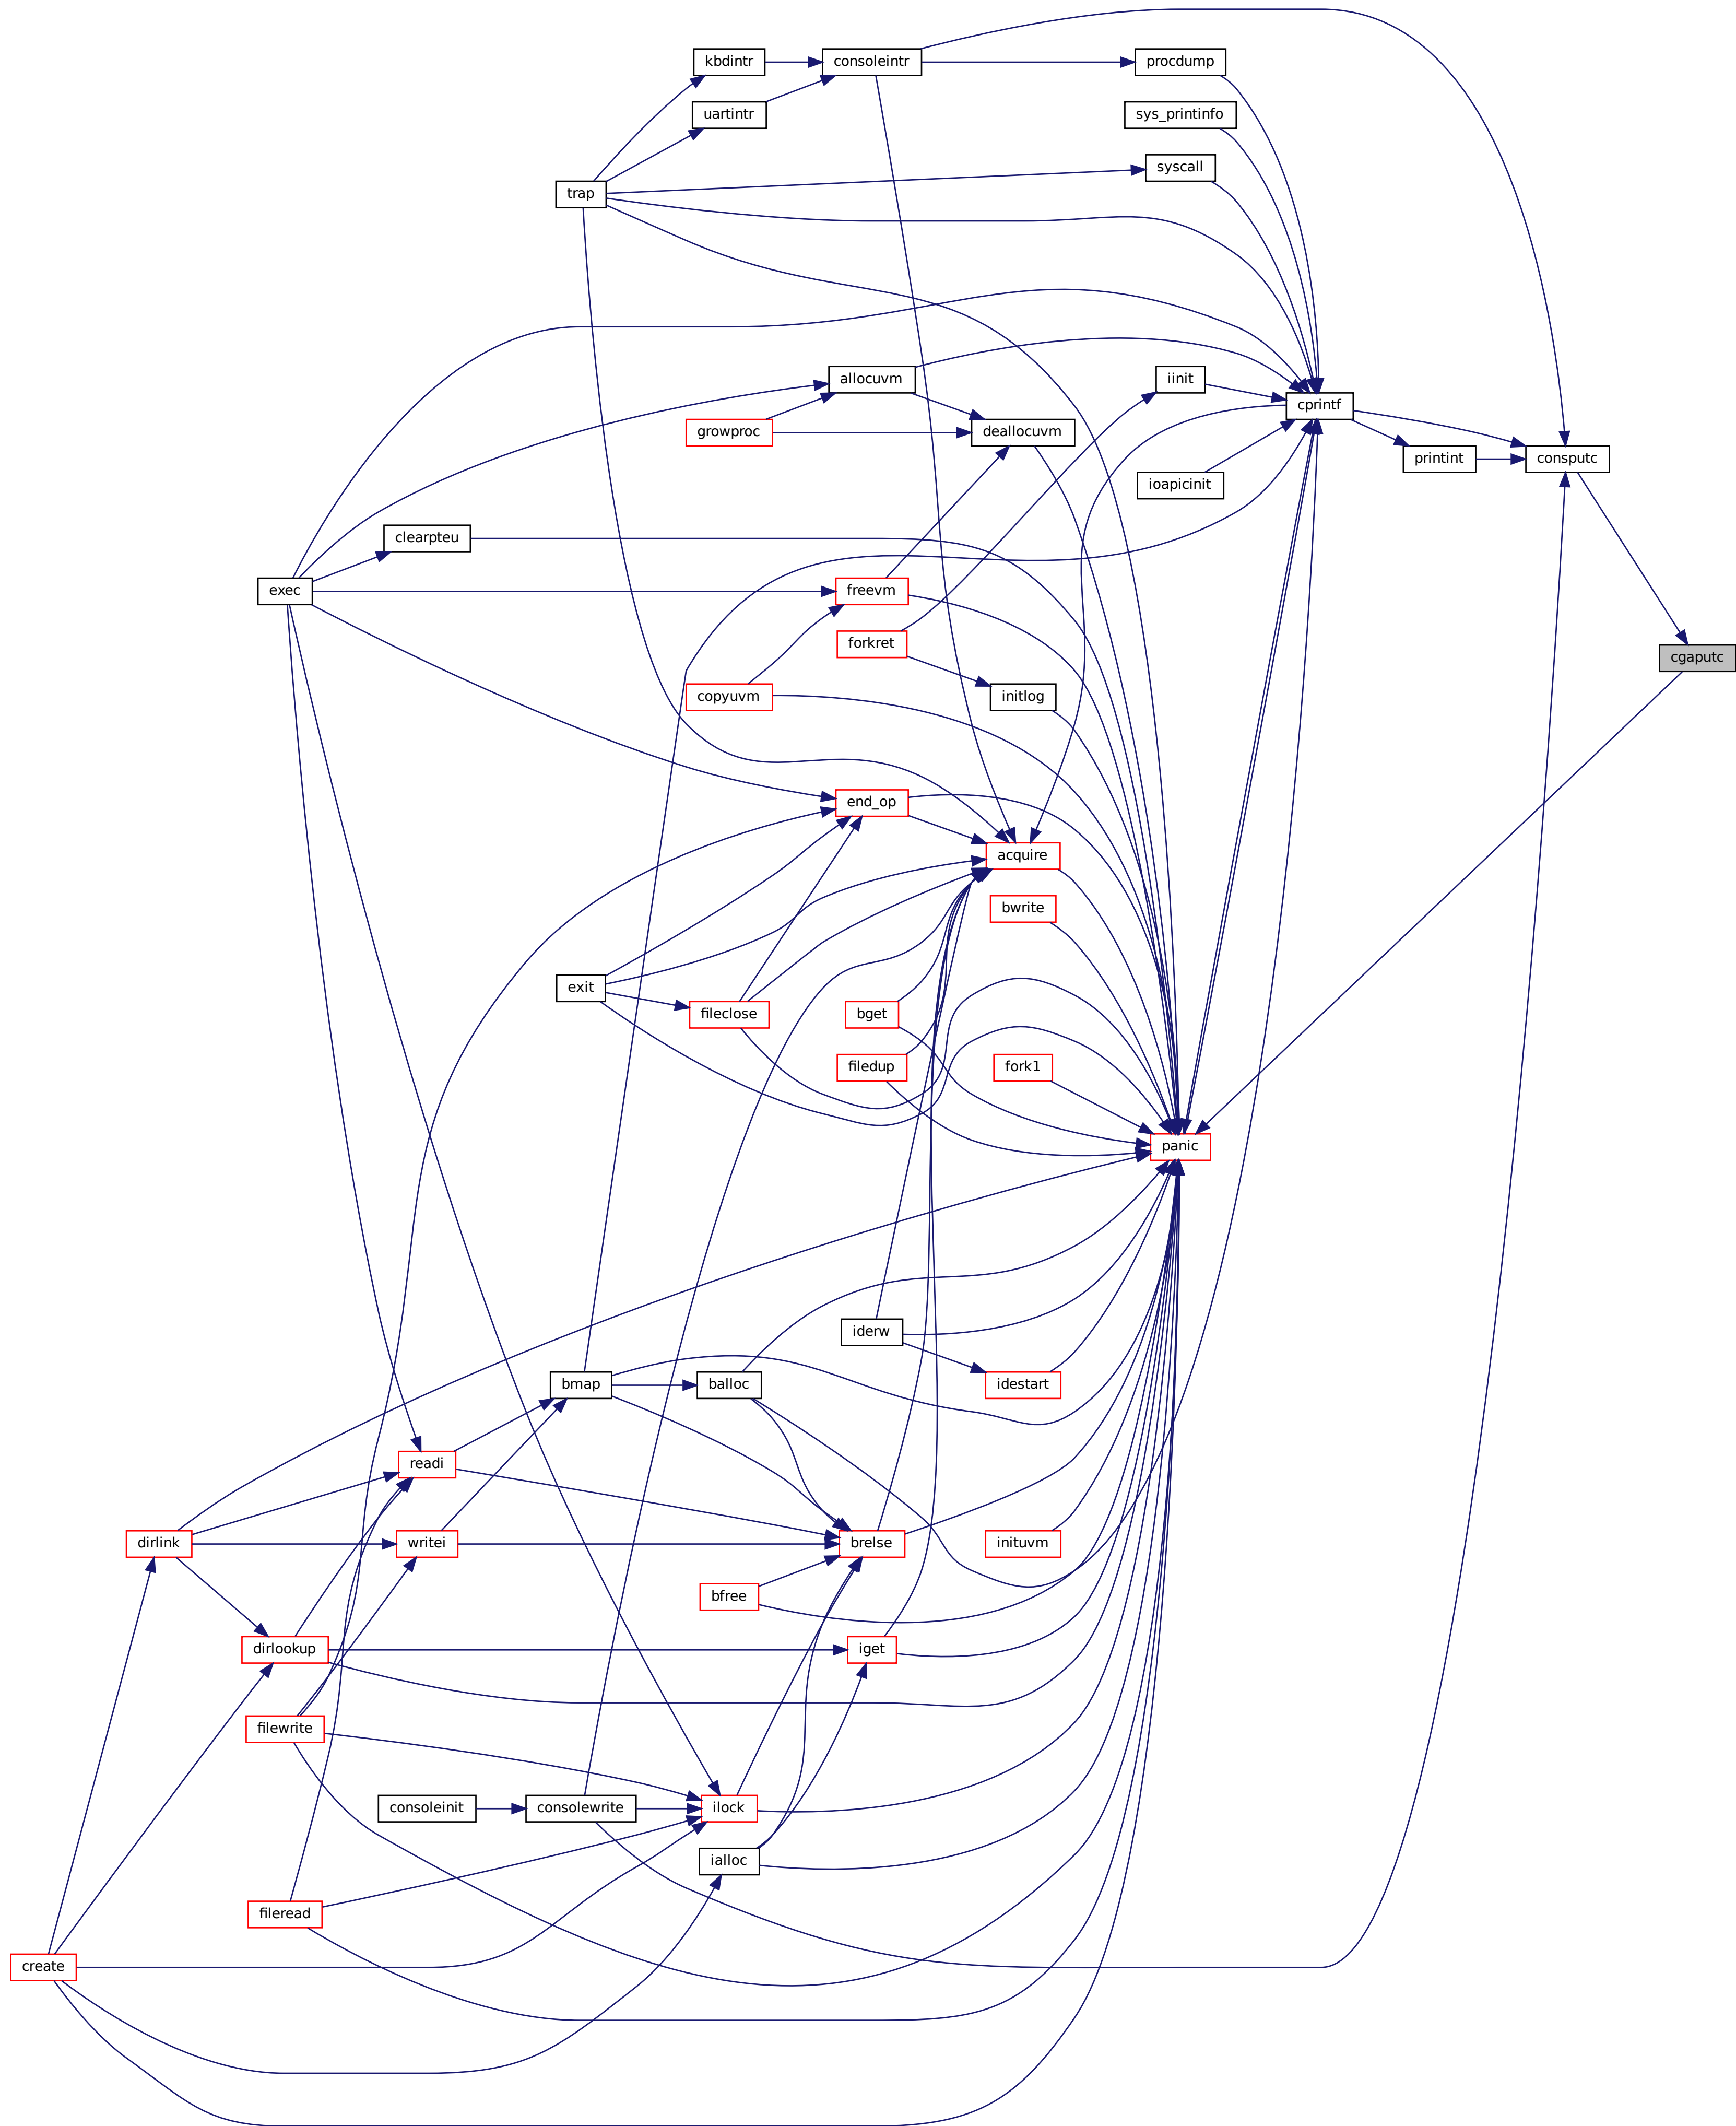 kbdintr
consoleintr
procdump
uartintr
sys_printinfo
syscall
trap
allocuvm
iinit
cprintf
growproc
deallocuvm
printint
consputc
ioapicinit
clearpteu
exec
freevm
forkret
cgaputc
copyuvm
initlog
end_op
acquire
bwrite
exit
fileclose
bget
filedup
fork1
panic
iderw
bmap
balloc
idestart
readi
dirlink
writei
brelse
inituvm
bfree
dirlookup
iget
filewrite
consoleinit
consolewrite
ilock
ialloc
fileread
create